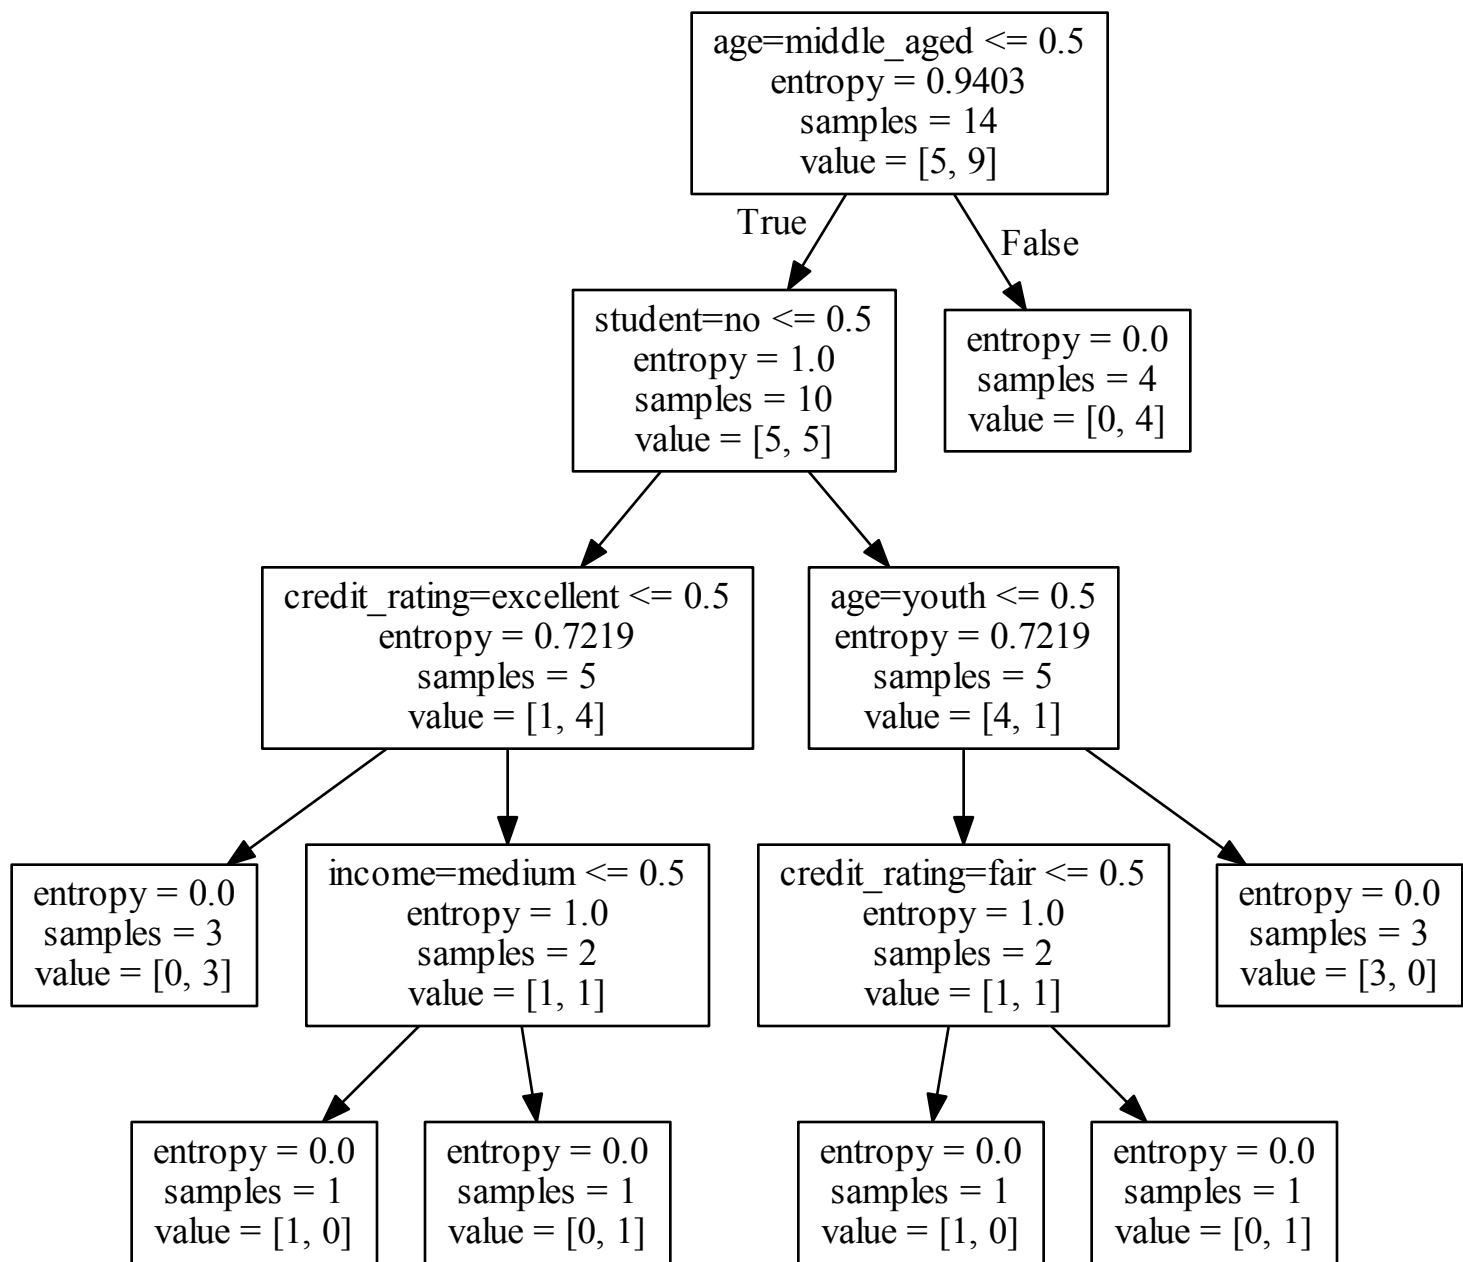 age=middle_aged <= 0.5
entropy = 0.9403
samples = 14
value = [5, 9]
True
False
student=no <= 0.5
entropy = 1.0
samples = 10
value = [5, 5]
entropy = 0.0
samples = 4
value = [0, 4]
credit_rating=excellent <= 0.5
entropy = 0.7219
samples = 5
value = [1, 4]
age=youth <= 0.5
entropy = 0.7219
samples = 5
value = [4, 1]
entropy = 0.0
samples = 3
value = [0, 3]
income=medium <= 0.5
entropy = 1.0
samples = 2
value = [1, 1]
credit_rating=fair <= 0.5
entropy = 1.0
samples = 2
value = [1, 1]
entropy = 0.0
samples = 3
value = [3, 0]
entropy = 0.0
samples = 1
value = [1, 0]
entropy = 0.0
samples = 1
value = [0, 1]
entropy = 0.0
samples = 1
value = [1, 0]
entropy = 0.0
samples = 1
value = [0, 1]